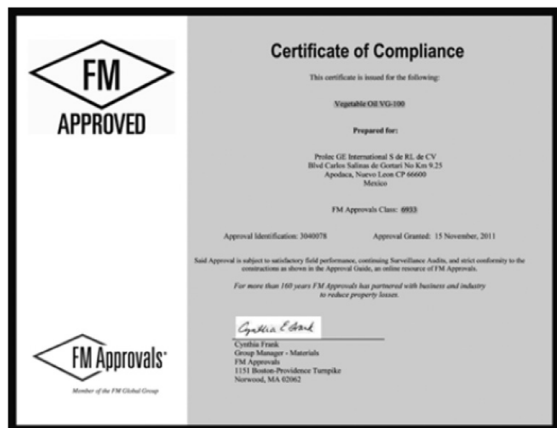 FM
APPROVED
Certificate of Compliance
This certificate is issued for the following:
Vegetable Oil VG-100
Prepared for:
Prolec GE International S de RL de CV
Blvd Carlos Salinas de Gortari No Km 9.25
Apodaca, Nuevo Leon CP 66600
Mexico
FM Approvals Class: 6933
Approval Identification: 3040078 Approval Granted: 15 November, 2011
Said Approval is subject to satisfactory field performance, continuing Surveillance Audits, and strict conformity to the
constructions as shown in the Approval Guide, an online resource of FM Approvals.
For more than 160 years FM Approvals has partnered with business and industry
to reduce property losses.
Cynthia E Frank
Cynthia Frank
Group Manager - Materials
FM Approvals
1151 Boston-Providence Turnpike
Norwood, MA 02062
FM Approvals
Member of the FM Global Group